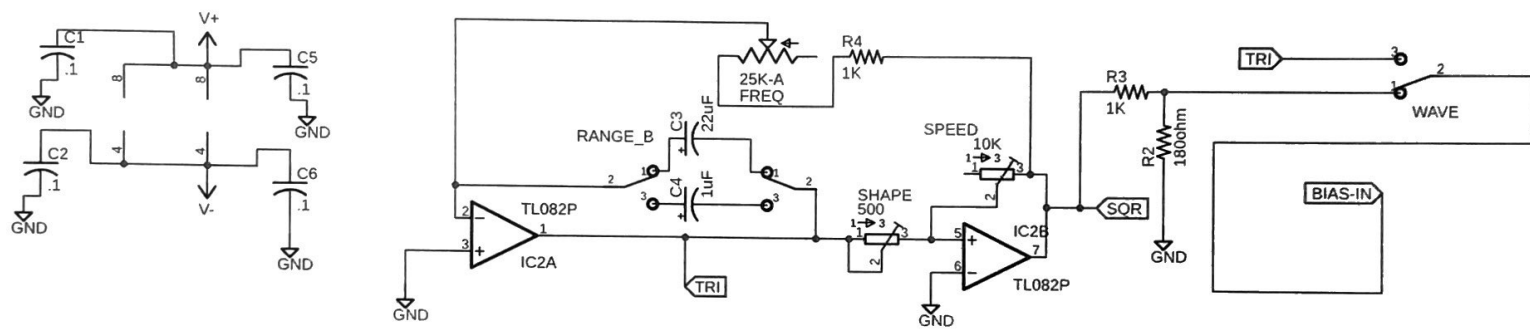 V+
C1
.1
GND
8
8
C5
.1
GND
C2
.1
GND
4
4
V-
C6
.1
GND
25K-A
FREQ
R4
1K
RANGE_B
C3
22uF
+
1
2
3
C4
1uF
+
1
2
3
TL082P
2
-
3
+
1
IC2A
GND
TRI
SHAPE
500
1→3
1
3
2
SPEED
10K
1→3
1
3
2
5
+
6
-
7
IC2B
TL082P
GND
SQR
R3
1K
R2
180ohm
GND
TRI
3
1
2
WAVE
BIAS-IN